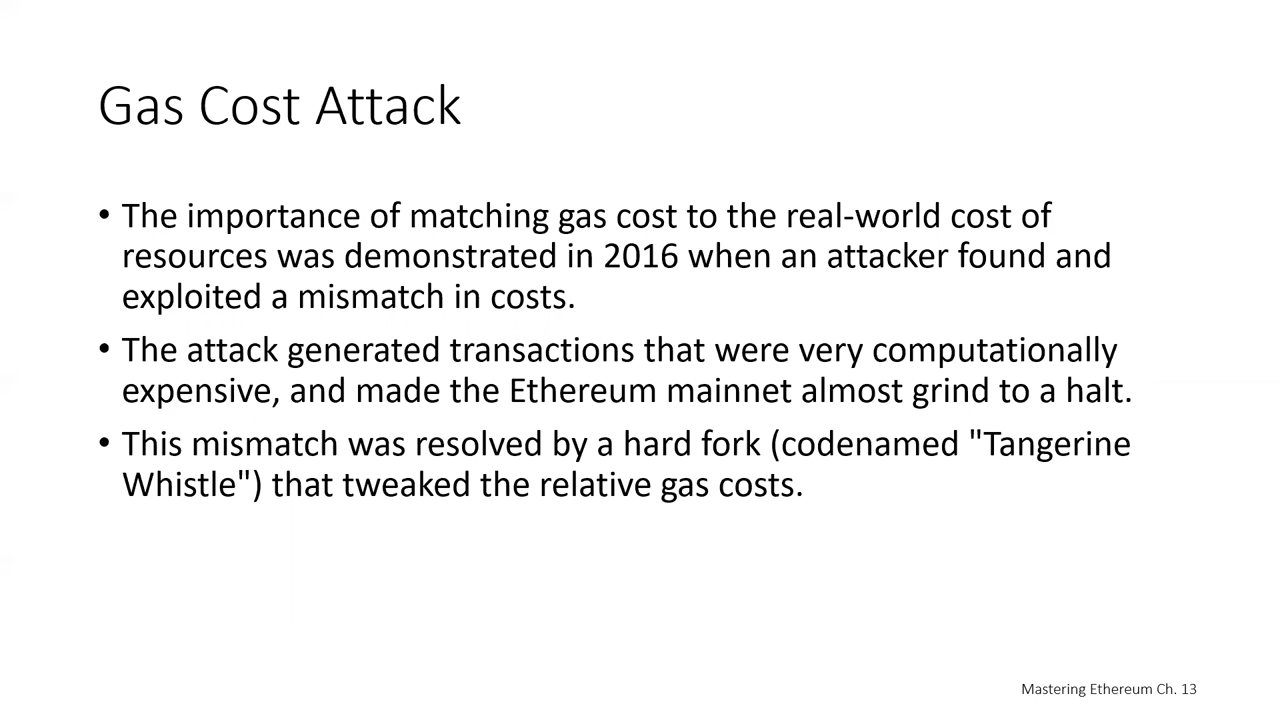 Gas Cost Attack
• The importance of matching gas cost to the real-world cost of
resources was demonstrated in 2016 when an attacker found and
exploited a mismatch in costs.
• The attack generated transactions that were very computationally
expensive, and made the Ethereum mainnet almost grind to a halt.
• This mismatch was resolved by a hard fork (codenamed "Tangerine
Whistle") that tweaked the relative gas costs.
Mastering Ethereum Ch. 13